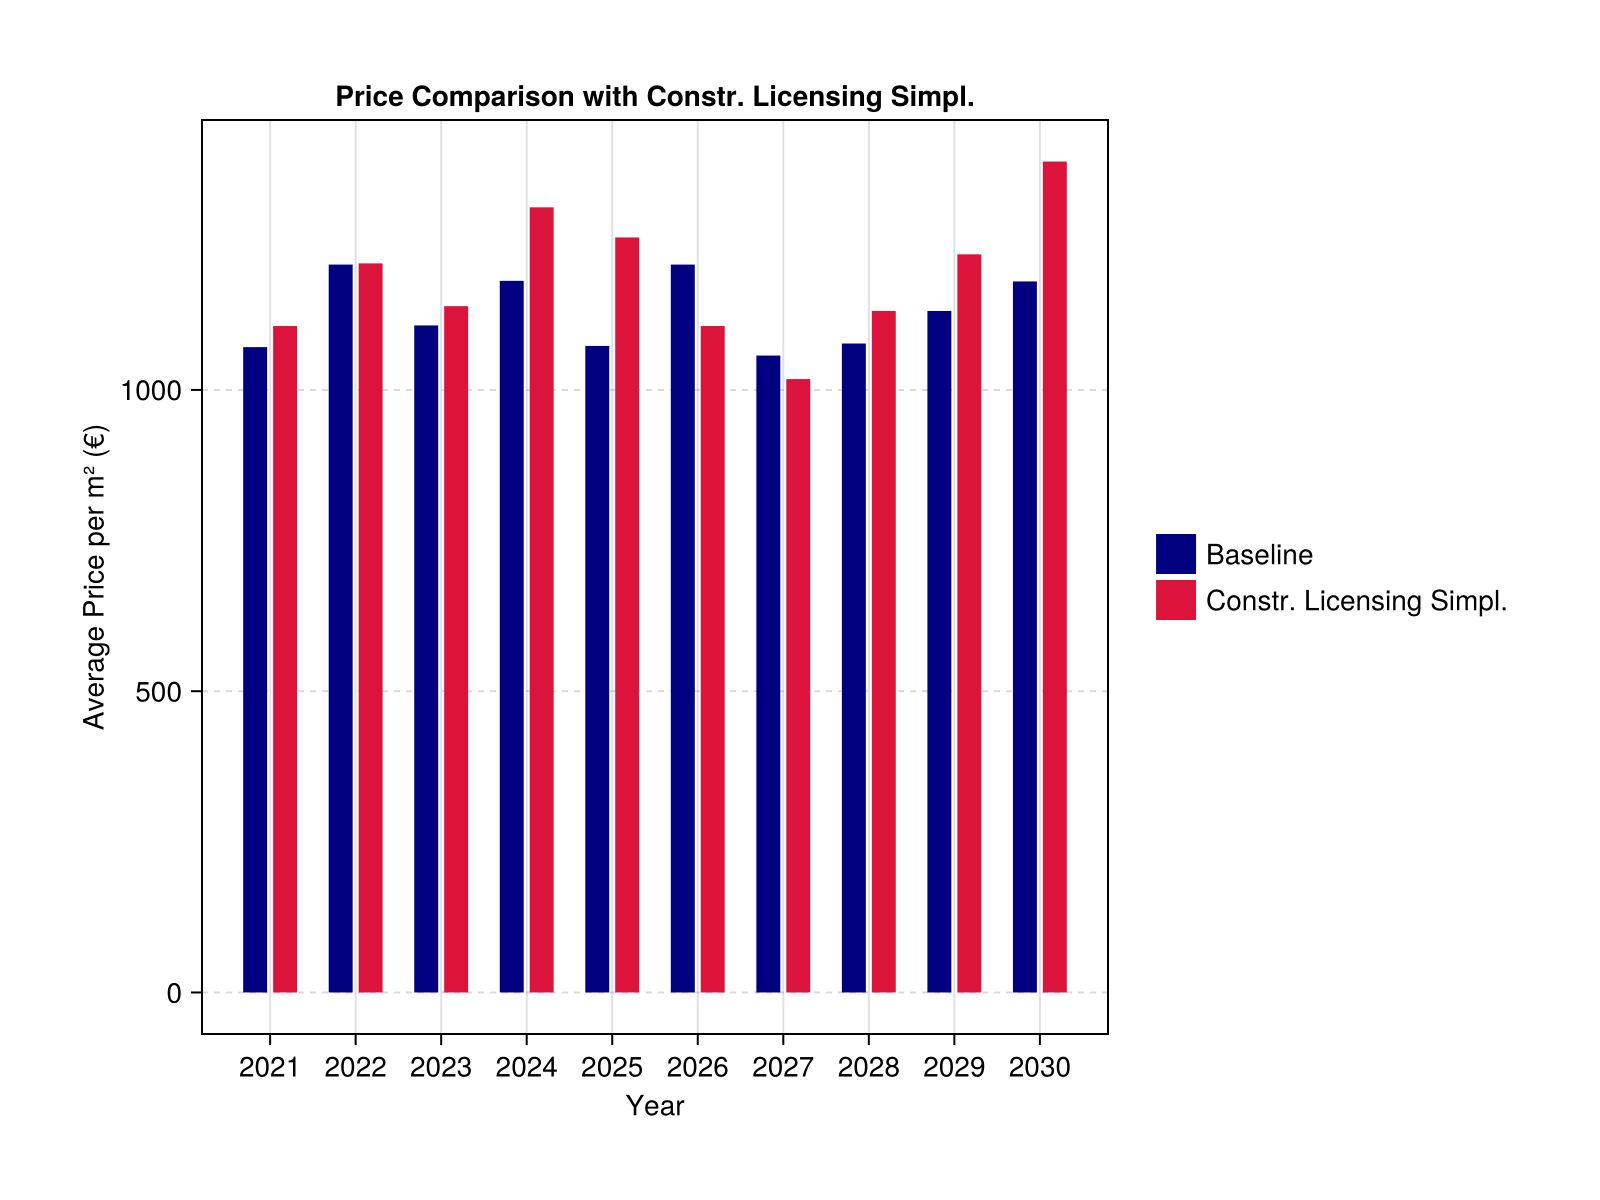 Price Comparison with Constr. Licensing Simpl.
Average Price per m² (€)
1000
500
0
2021 2022 2023 2024 2025 2026 2027 2028 2029 2030
Year
Baseline
Constr. Licensing Simpl.